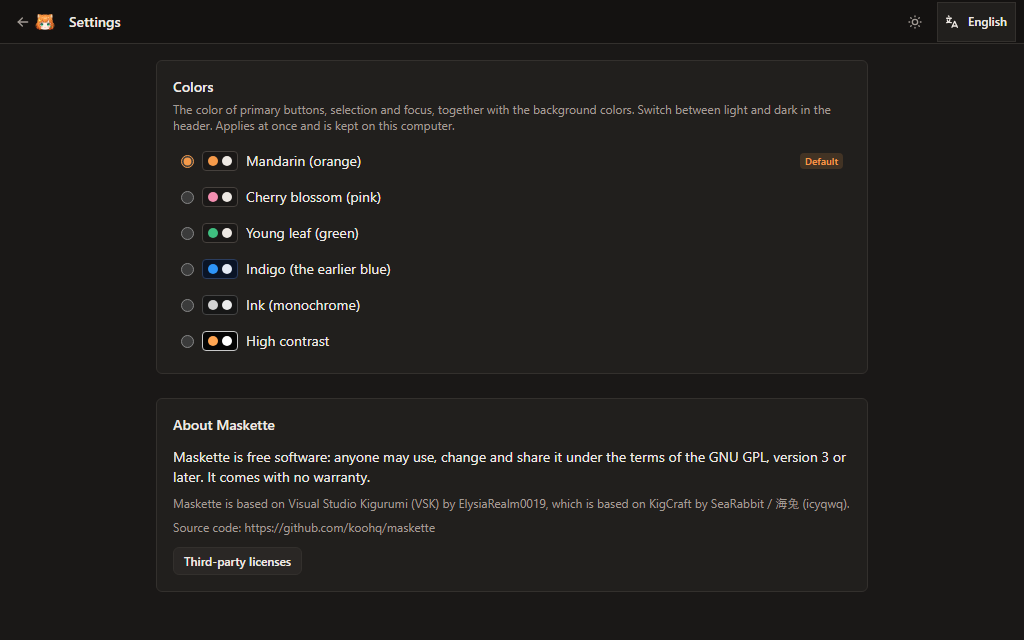 Settings
English
Colors
The color of primary buttons, selection and focus, together with the background colors. Switch between light and dark in the
header. Applies at once and is kept on this computer.
Mandarin (orange)
Default
Cherry blossom (pink)
Young leaf (green)
Indigo (the earlier blue)
Ink (monochrome)
High contrast
About Maskette
Maskette is free software: anyone may use, change and share it under the terms of the GNU GPL, version 3 or
later. It comes with no warranty.
Maskette is based on Visual Studio Kigurumi (VSK) by ElysiaRealm0019, which is based on KigCraft by SeaRabbit / 海兔 (icyqwq).
Source code: https://github.com/koohq/maskette
Third-party licenses